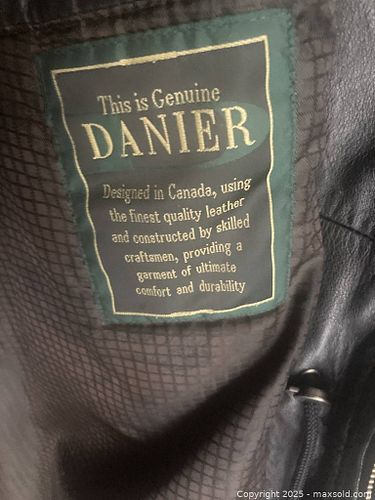 This is Genuine
DANIER
Designed in Canada, using
the finest quality leather
and constructed by skilled
craftsmen, providing a
garment of ultimate
comfort and durability
Copyright © 2025 - maxsold.com